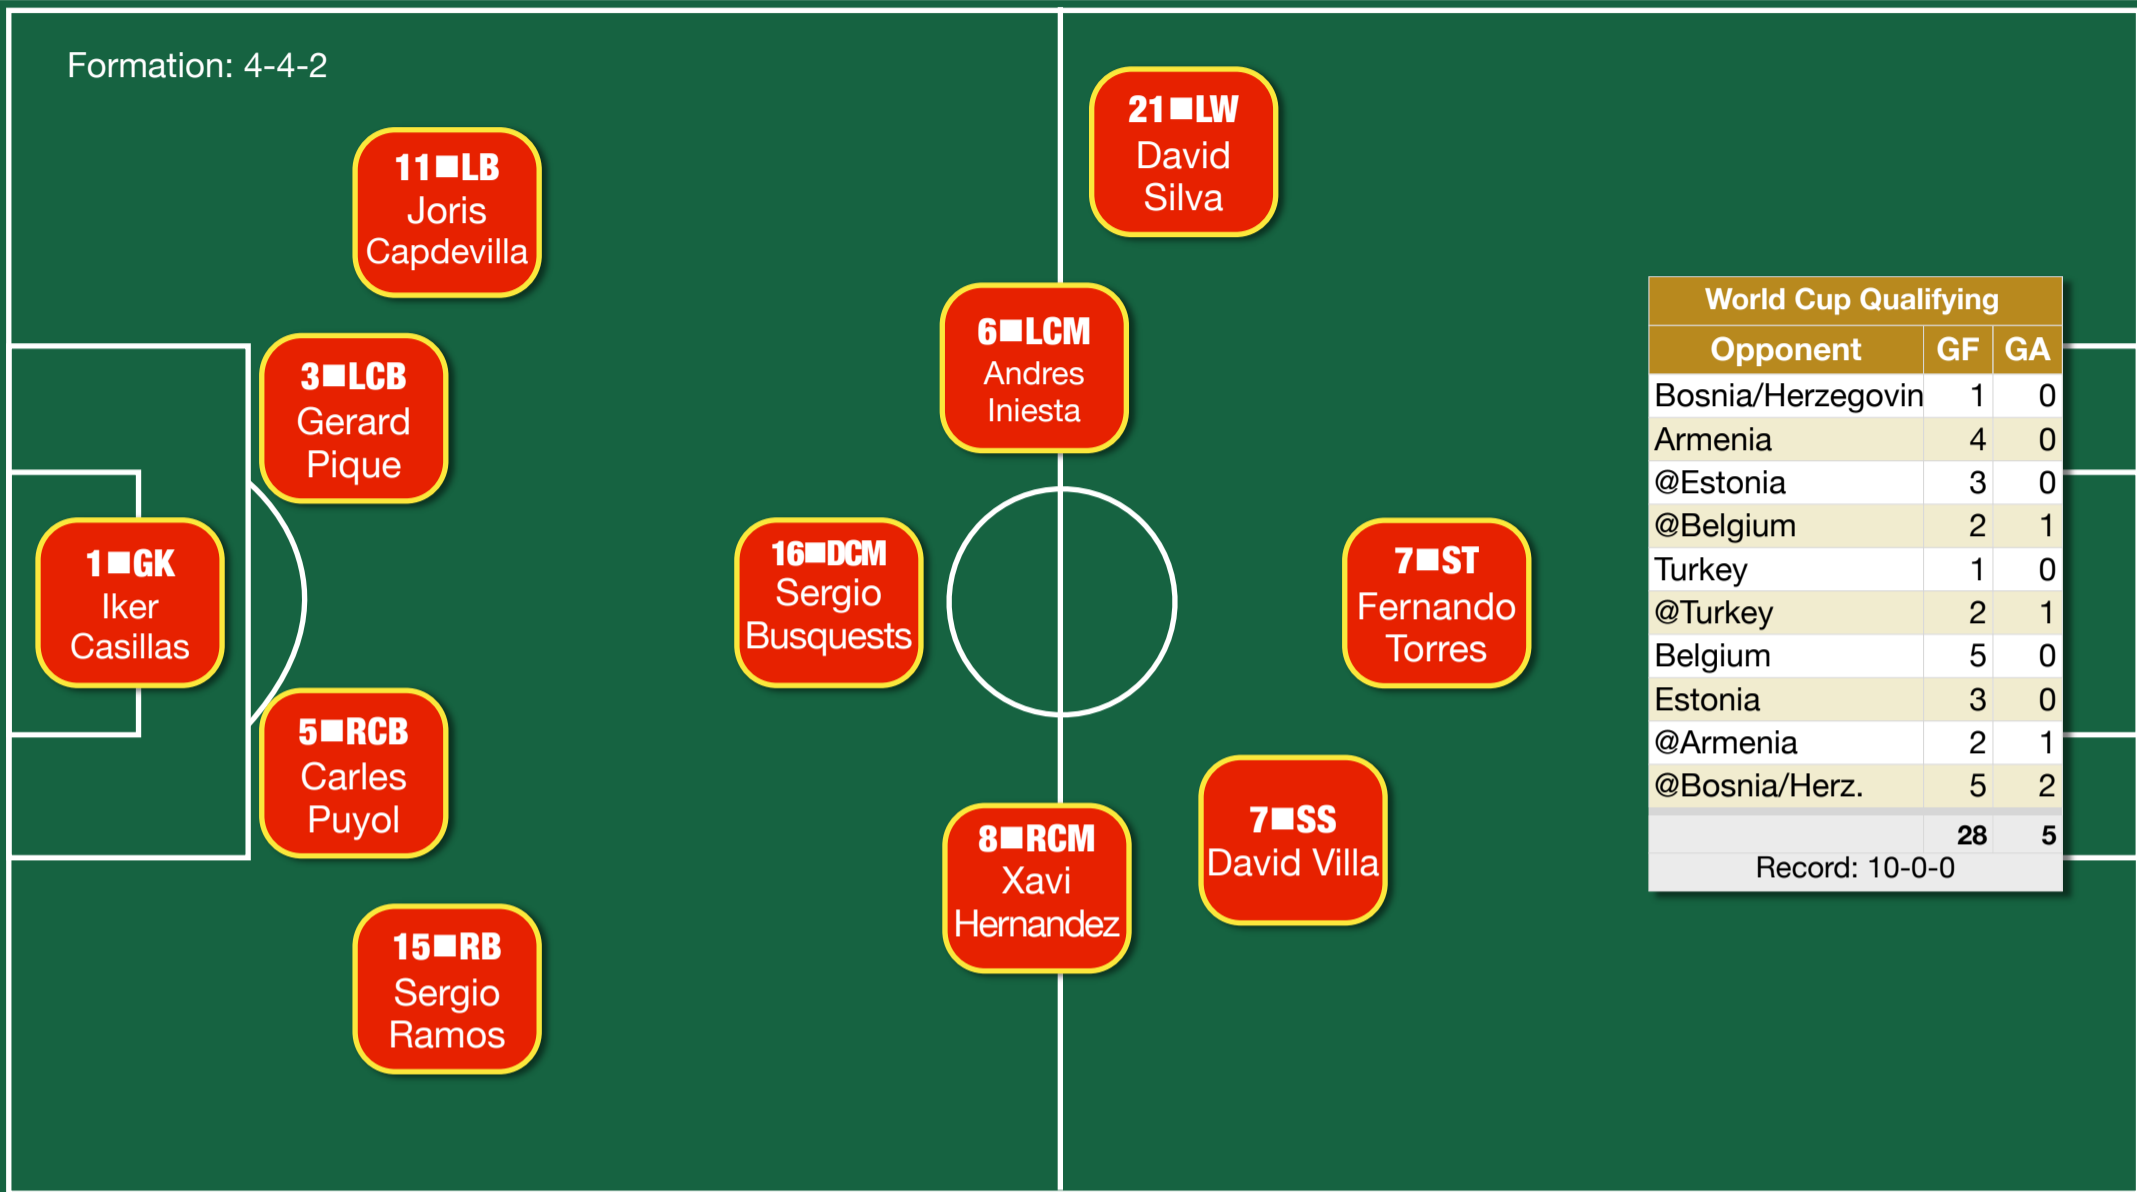 Formation: 4-4-2
21■LW
David
Silva
11■LB
Joris
Capdevilla
6■LCM
Andres
Iniesta
3■LCB
Gerard
Pique
1■GK
Iker
Casillas
16■DCM
Sergio
Busquests
7■ST
Fernando
Torres
5■RCB
Carles
Puyol
7■SS
David Villa
8■RCM
Xavi
Hernandez
15■RB
Sergio
Ramos
World Cup Qualifying
Opponent GF GA
Bosnia/Herzegovin 1 0
Armenia 4 0
@Estonia 3 0
@Belgium 2 1
Turkey 1 0
@Turkey 2 1
Belgium 5 0
Estonia 3 0
@Armenia 2 1
@Bosnia/Herz. 5 2
28 5
Record: 10-0-0